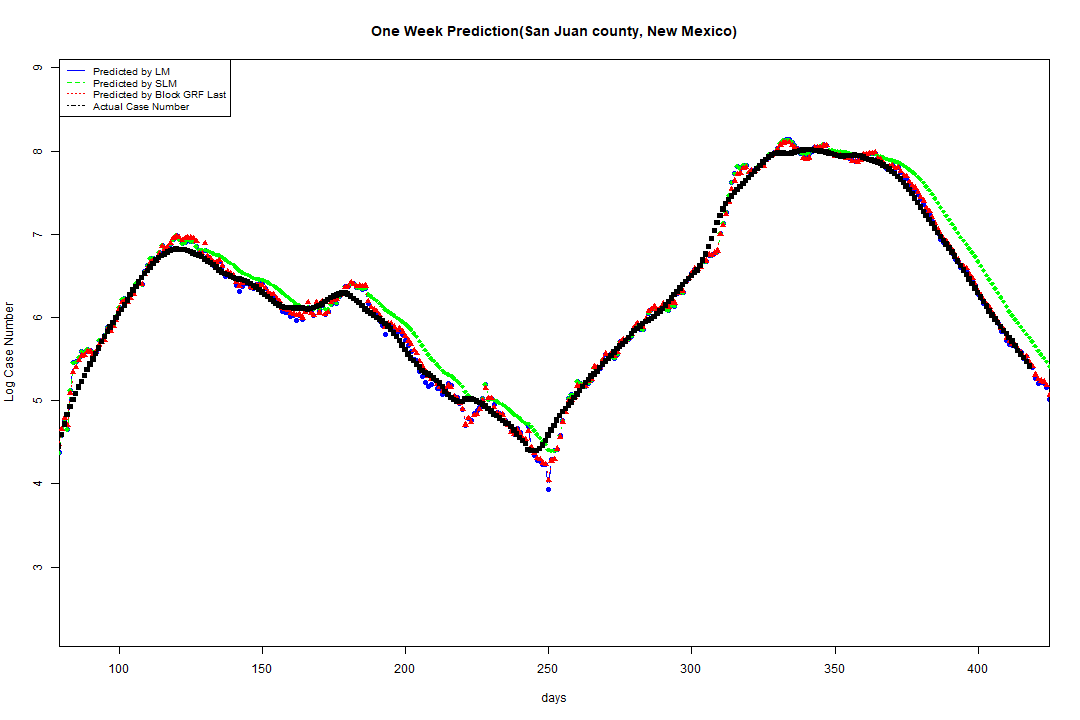 One Week Prediction(San Juan county, New Mexico)
Predicted by LM
Predicted by SLM
Predicted by Block GRF Last
Actual Case Number
9
8
7
6
5
4
3
Log Case Number
100 150 200 250 300 350 400
days